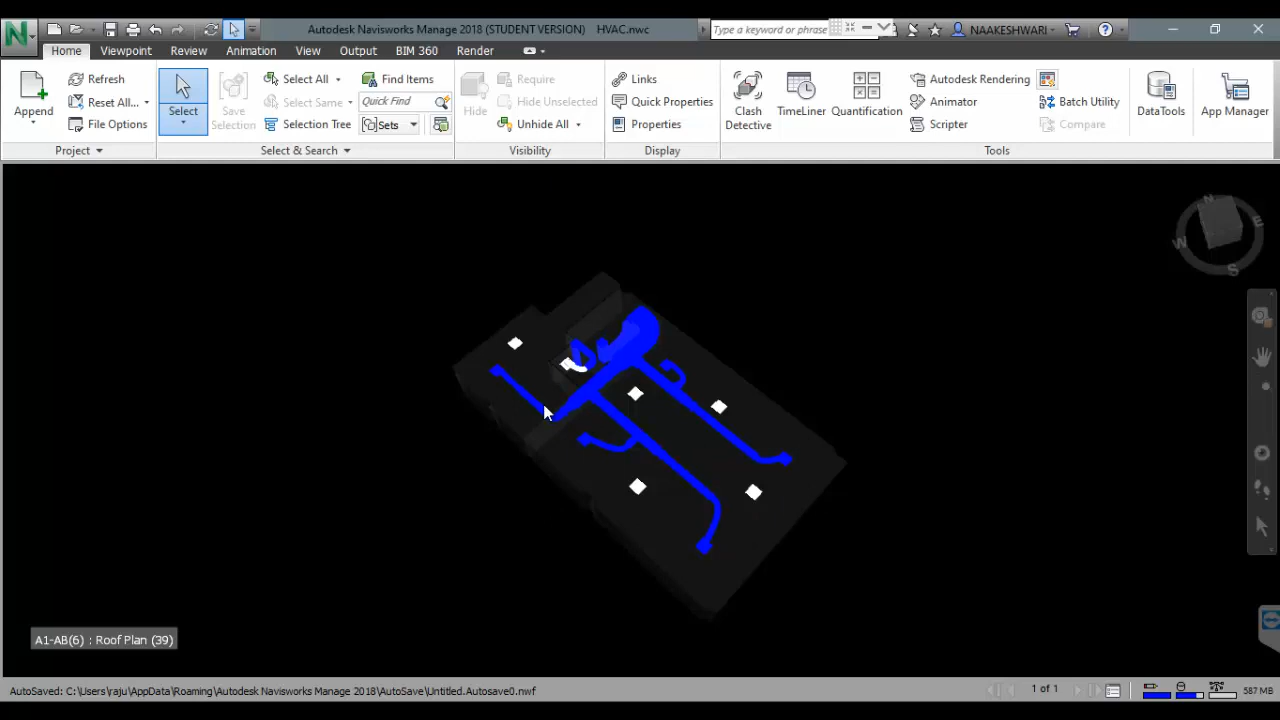 Autodesk Navisworks Manage 2018 (STUDENT VERSION) HVAC.nwc
Type a keyword or phrase
NAAKESHWARI
Home Viewpoint Review Animation View Output BIM 360 Render
Append
Refresh
Reset All...
File Options
Project
Select
Save Selection
Select All
Select Same
Selection Tree
Find Items
Quick Find
Sets
Select & Search
Hide
Require
Hide Unselected
Unhide All
Visibility
Links
Quick Properties
Properties
Display
Clash Detective
TimeLiner
Quantification
Autodesk Rendering
Animator
Scripter
Batch Utility
Compare
DataTools
App Manager
Tools
N
E
W
S
A1-AB(6) : Roof Plan (39)
AutoSaved: C:\Users\raju\AppData\Roaming\Autodesk Navisworks Manage 2018\AutoSave\Untitled.Autosave0.nwf
1 of 1
587 MB